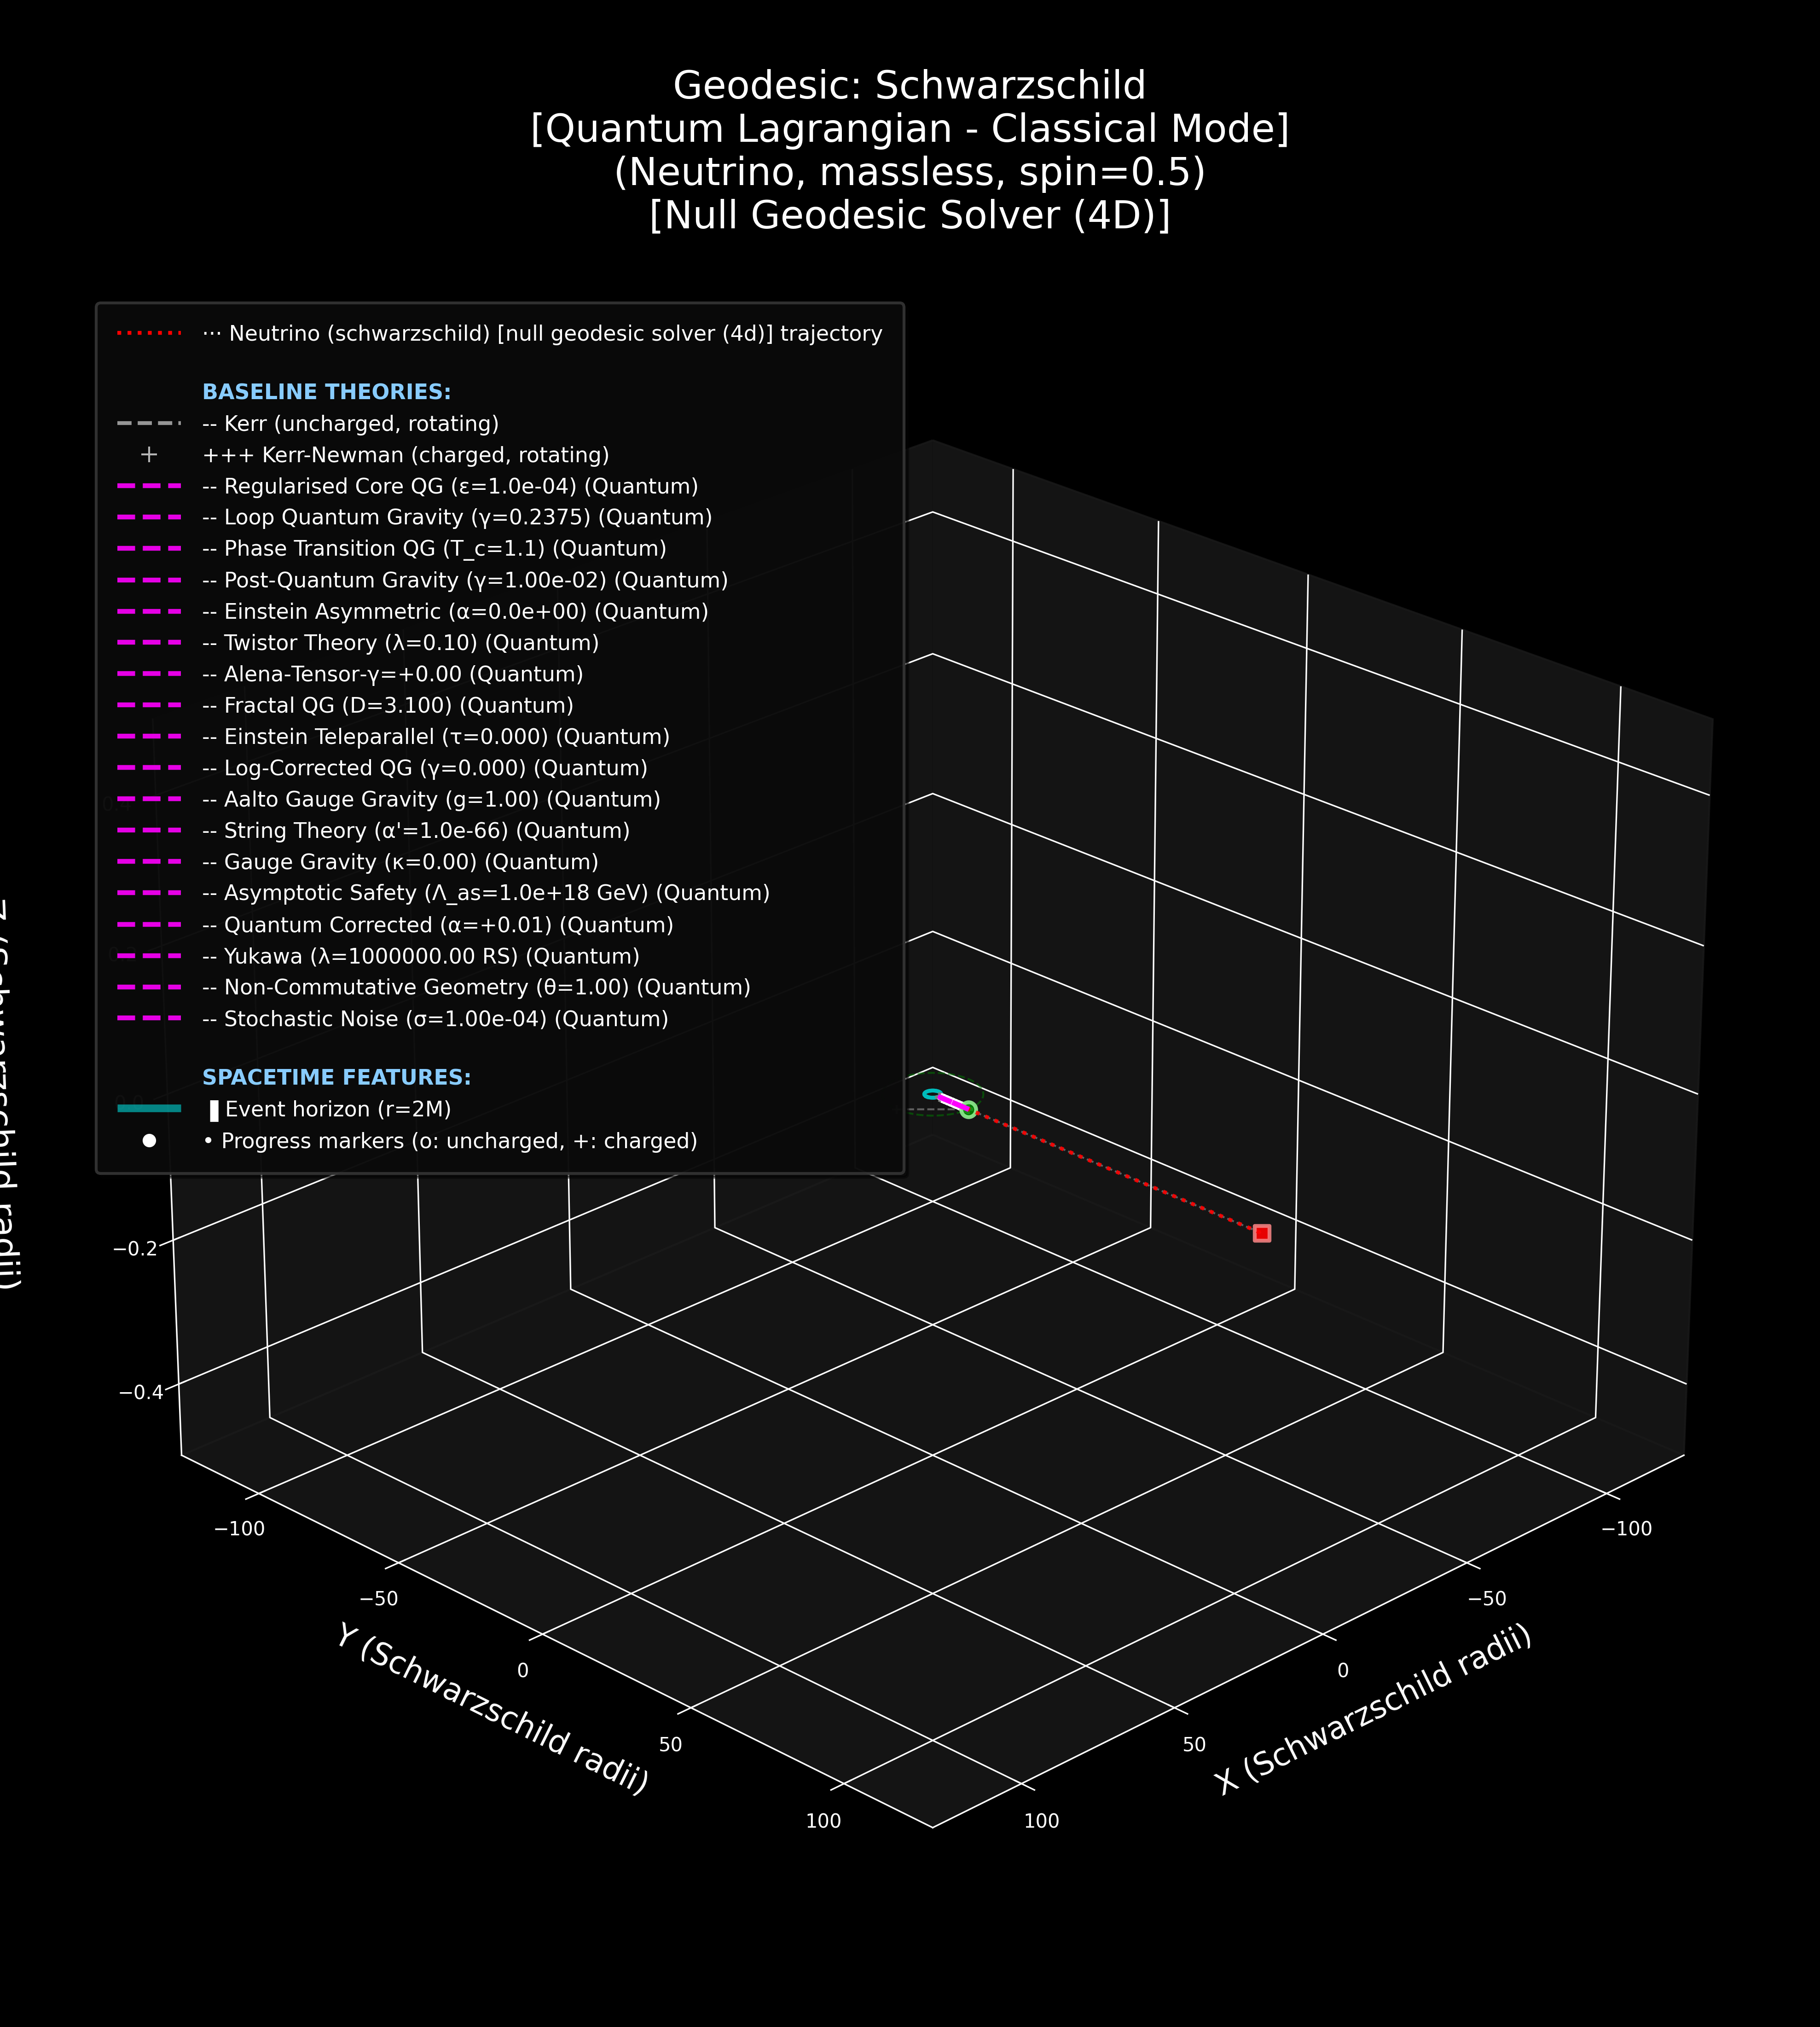 Geodesic: Schwarzschild
[Quantum Lagrangian - Classical Mode]
(Neutrino, massless, spin=0.5)
[Null Geodesic Solver (4D)]
··· Neutrino (schwarzschild) [null geodesic solver (4d)] trajectory
BASELINE THEORIES:
-- Kerr (uncharged, rotating)
+++ Kerr-Newman (charged, rotating)
-- Regularised Core QG (ε=1.0e-04) (Quantum)
-- Loop Quantum Gravity (γ=0.2375) (Quantum)
-- Phase Transition QG (T_c=1.1) (Quantum)
-- Post-Quantum Gravity (γ=1.00e-02) (Quantum)
-- Einstein Asymmetric (α=0.0e+00) (Quantum)
-- Twistor Theory (λ=0.10) (Quantum)
-- Alena-Tensor-γ=+0.00 (Quantum)
-- Fractal QG (D=3.100) (Quantum)
-- Einstein Teleparallel (τ=0.000) (Quantum)
-- Log-Corrected QG (γ=0.000) (Quantum)
-- Aalto Gauge Gravity (g=1.00) (Quantum)
-- String Theory (α'=1.0e-66) (Quantum)
-- Gauge Gravity (κ=0.00) (Quantum)
-- Asymptotic Safety (Λ_as=1.0e+18 GeV) (Quantum)
-- Quantum Corrected (α=+0.01) (Quantum)
-- Yukawa (λ=1000000.00 RS) (Quantum)
-- Non-Commutative Geometry (θ=1.00) (Quantum)
-- Stochastic Noise (σ=1.00e-04) (Quantum)
SPACETIME FEATURES:
▐ Event horizon (r=2M)
• Progress markers (o: uncharged, +: charged)
Z (Schwarzschild radii)
−0.2
−0.4
−100
−50
0
50
100
Y (Schwarzschild radii)
−100
−50
0
50
100
X (Schwarzschild radii)